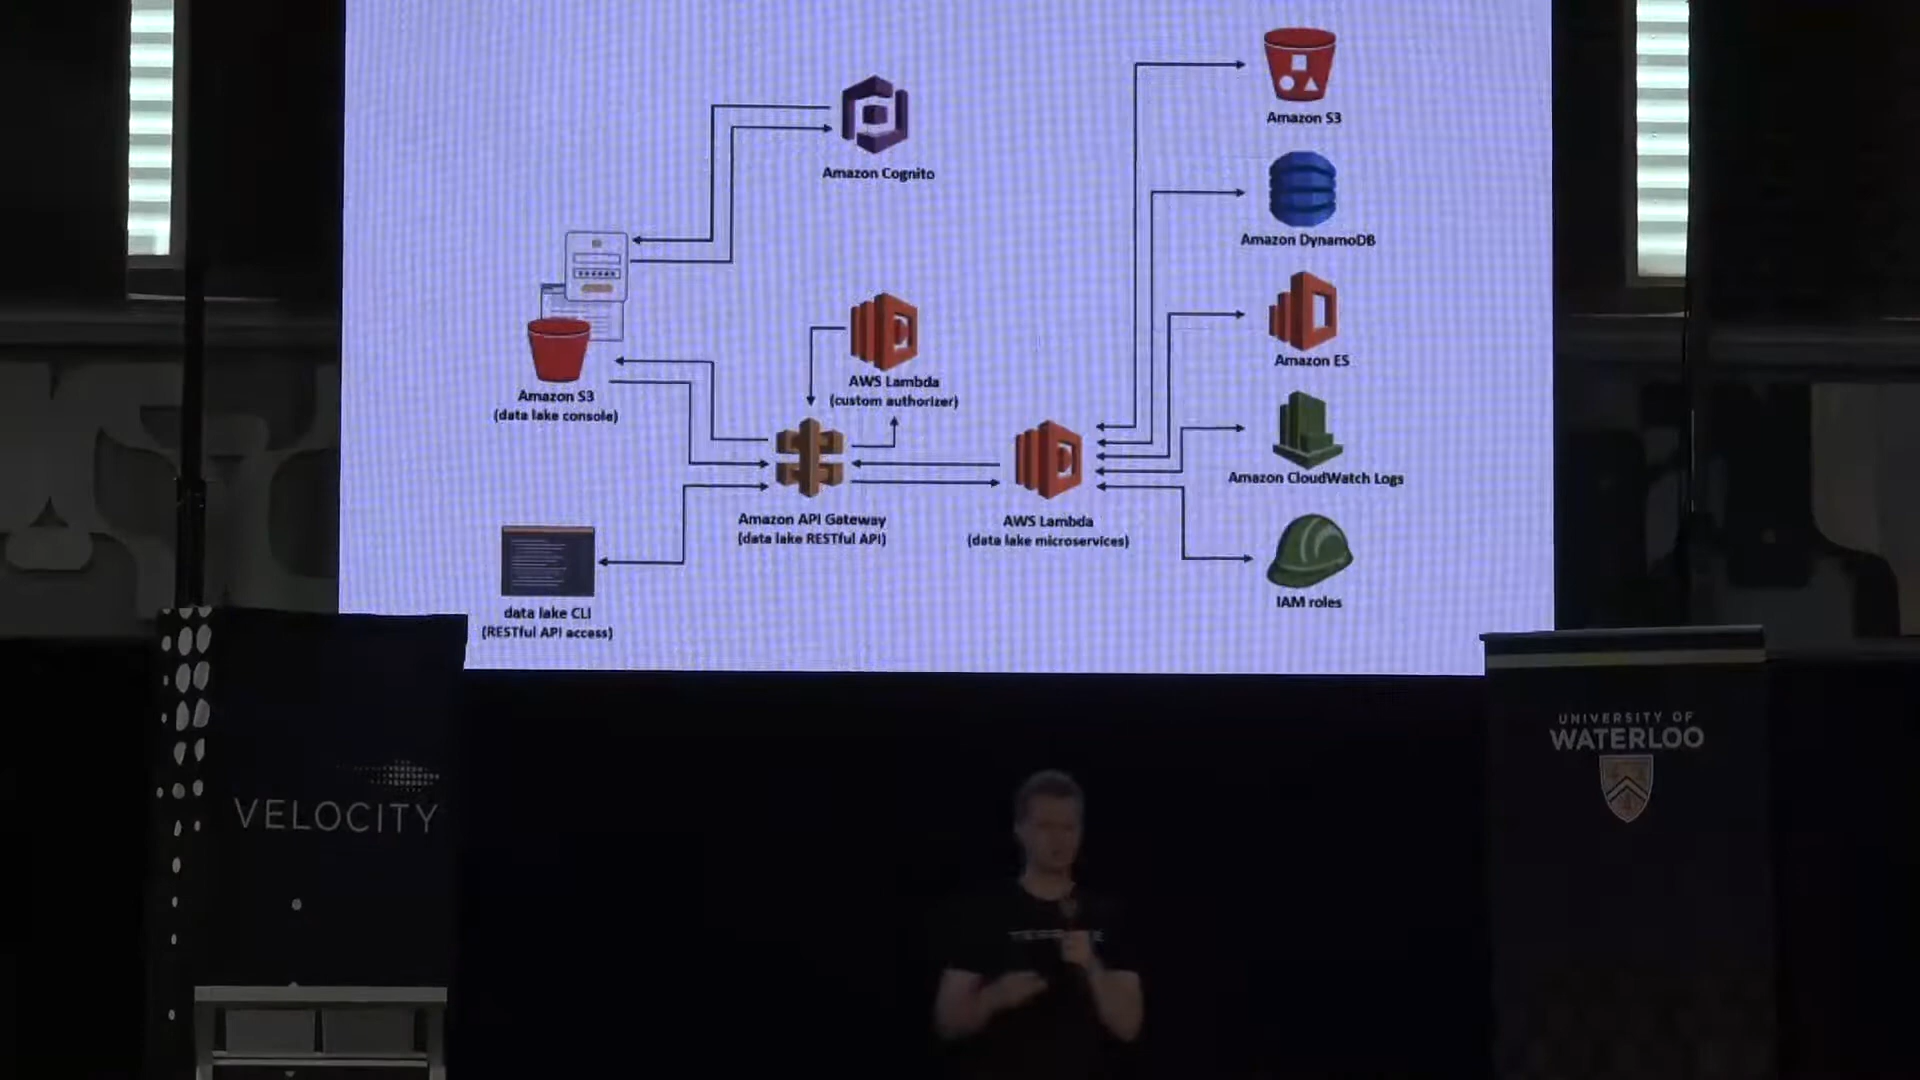 Amazon S3
Amazon Cognito
Amazon DynamoDB
Amazon ES
AWS Lambda
(custom authorizer)
Amazon S3
(data lake console)
Amazon CloudWatch Logs
Amazon API Gateway
(data lake RESTful API)
AWS Lambda
(data lake microservices)
IAM roles
data lake CLI
(RESTful API access)
VELOCITY
UNIVERSITY OF
WATERLOO